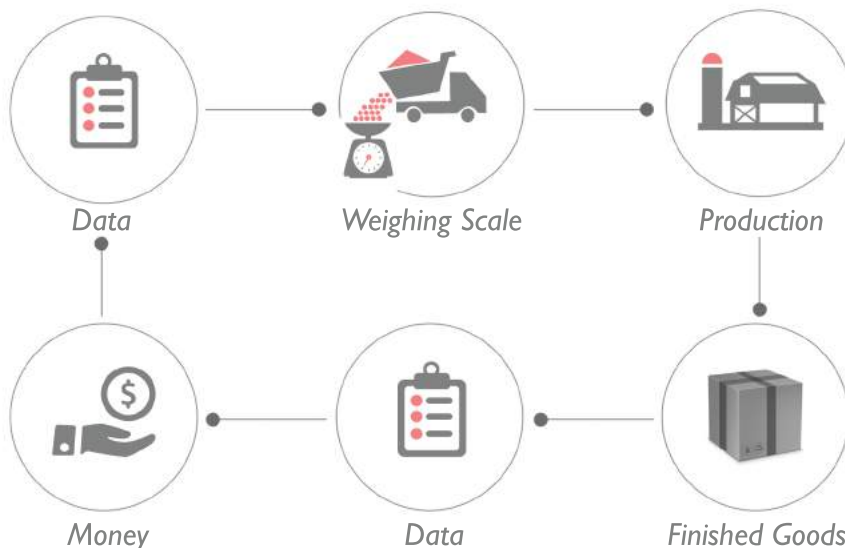 Data
Weighing Scale
Production
$
Money
Data
Finished Goods